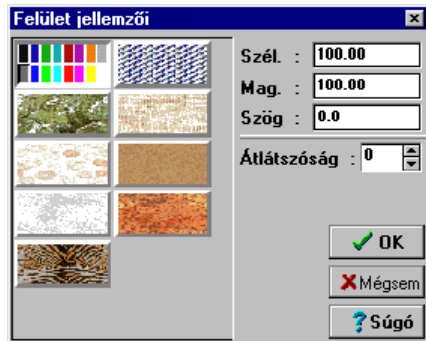 Felület jellemzői
Szél. : 100.00
Mag. : 100.00
Szög : 0.0
Átlátszóság : 0
OK
Mégsem
Súgó